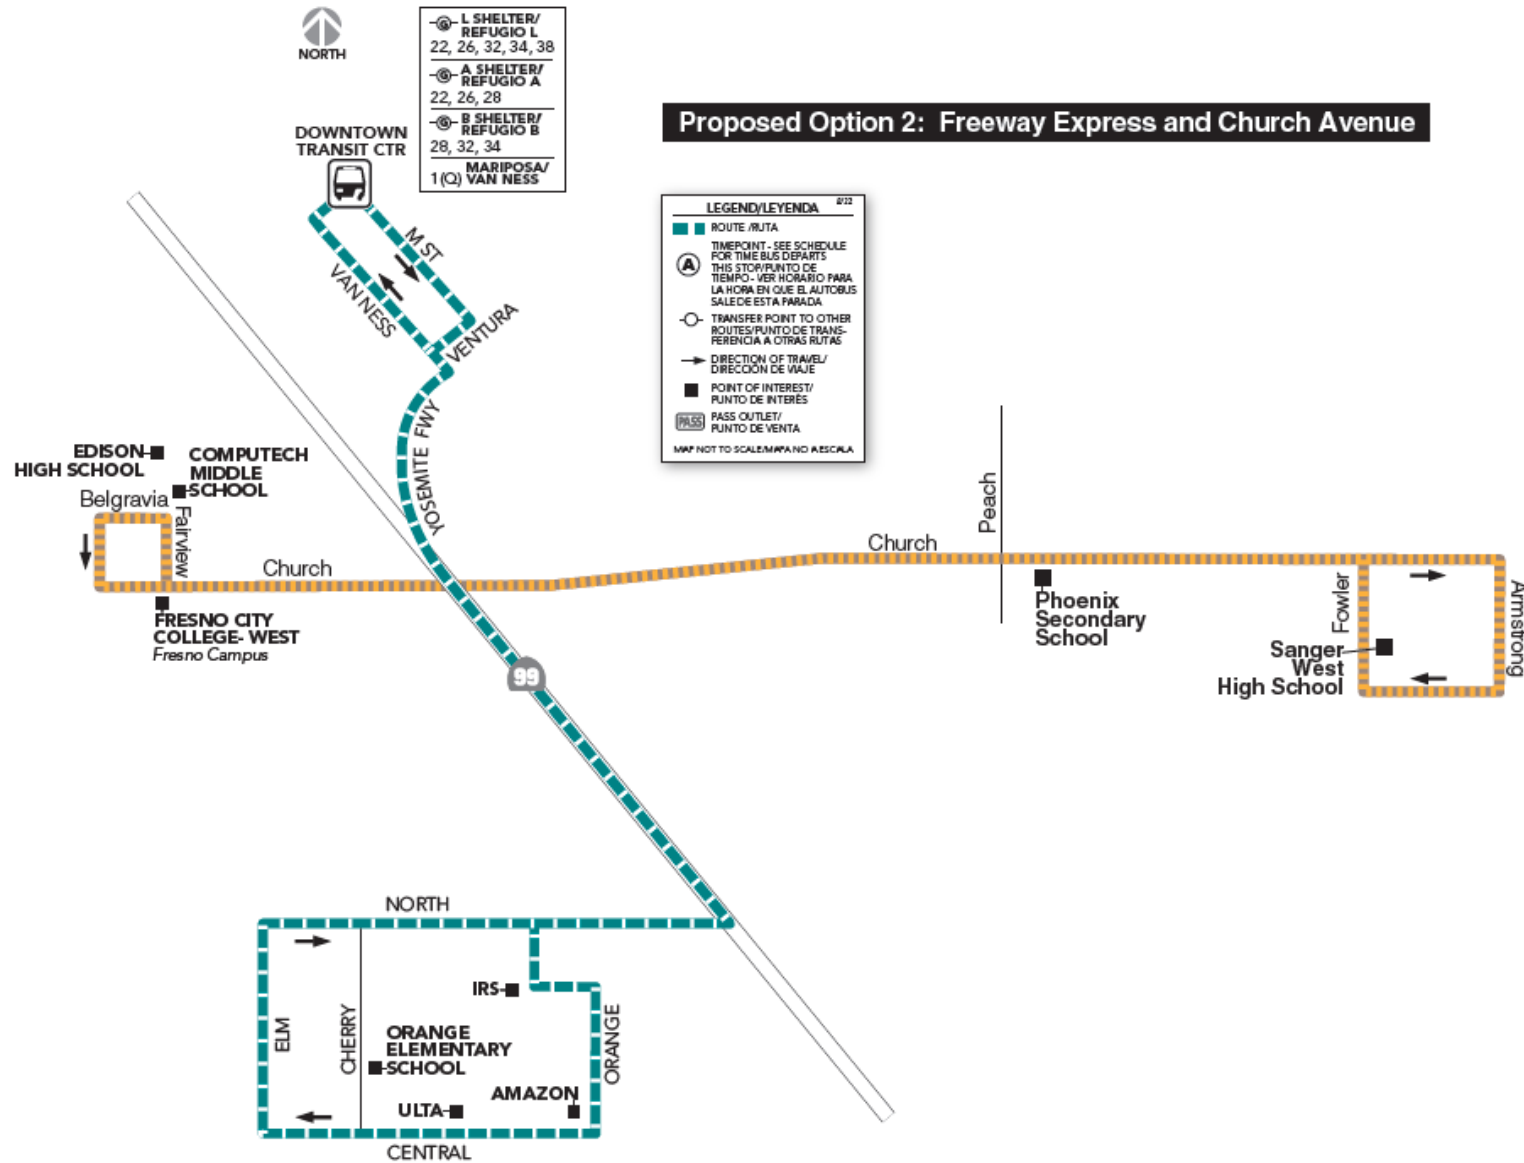 NORTH
L SHELTER/
REFUGIO L
22, 26, 32, 34, 38
A SHELTER/
REFUGIO A
22, 26, 28
B SHELTER/
REFUGIO B
28, 32, 34
1(Q) MARIPOSA/
VAN NESS
G
G
G
Proposed Option 2: Freeway Express and Church Avenue
DOWNTOWN
TRANSIT CTR
M ST
VAN NESS
VENTURA
YOSEMITE FWY
LEGEND/LEYENDA
8/22
ROUTE /RUTA
A
TIMEPOINT - SEE SCHEDULE
FOR TIME BUS DEPARTS
THIS STOP/PUNTO DE
TIEMPO - VER HORARIO PARA
LA HORA EN QUE EL AUTOBUS
SALE DE ESTA PARADA
TRANSFER POINT TO OTHER
ROUTES/PUNTO DE TRANS-
FERENCIA A OTRAS RUTAS
DIRECTION OF TRAVEL/
DIRECCIÓN DE VIAJE
POINT OF INTEREST/
PUNTO DE INTERÉS
PASS
PASS OUTLET/
PUNTO DE VENTA
MAP NOT TO SCALE/MAPA NO A ESCALA
EDISON
HIGH SCHOOL
COMPUTECH
MIDDLE
SCHOOL
Belgravia
Fairview
Church
FRESNO CITY
COLLEGE- WEST
Fresno Campus
Church
Peach
Phoenix
Secondary
School
Fowler
Armstrong
Sanger
West
High School
99
NORTH
ELM
CHERRY
IRS
ORANGE
ELEMENTARY
SCHOOL
ORANGE
AMAZON
ULTA
CENTRAL